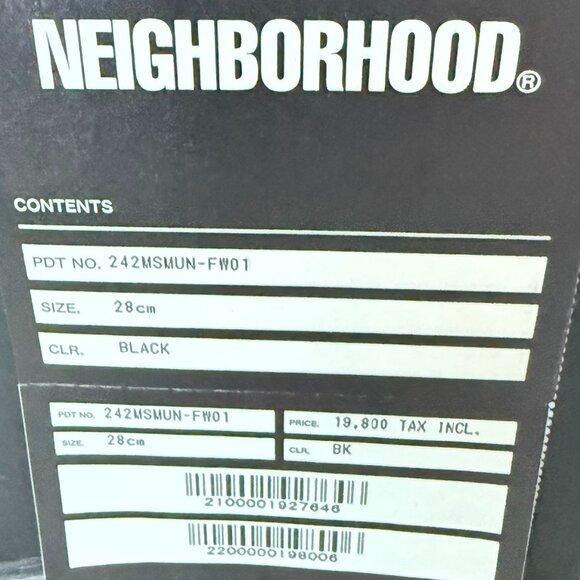 NEIGHBORHOOD®
CONTENTS
PDT NO. 242MSMUN-FW01
SIZE. 28cm
CLR. BLACK
PDT NO. 242MSMUN-FW01 PRICE. 19,800 TAX INCL.
SIZE. 28cm CLR. BK
2100001927646
2200000198006